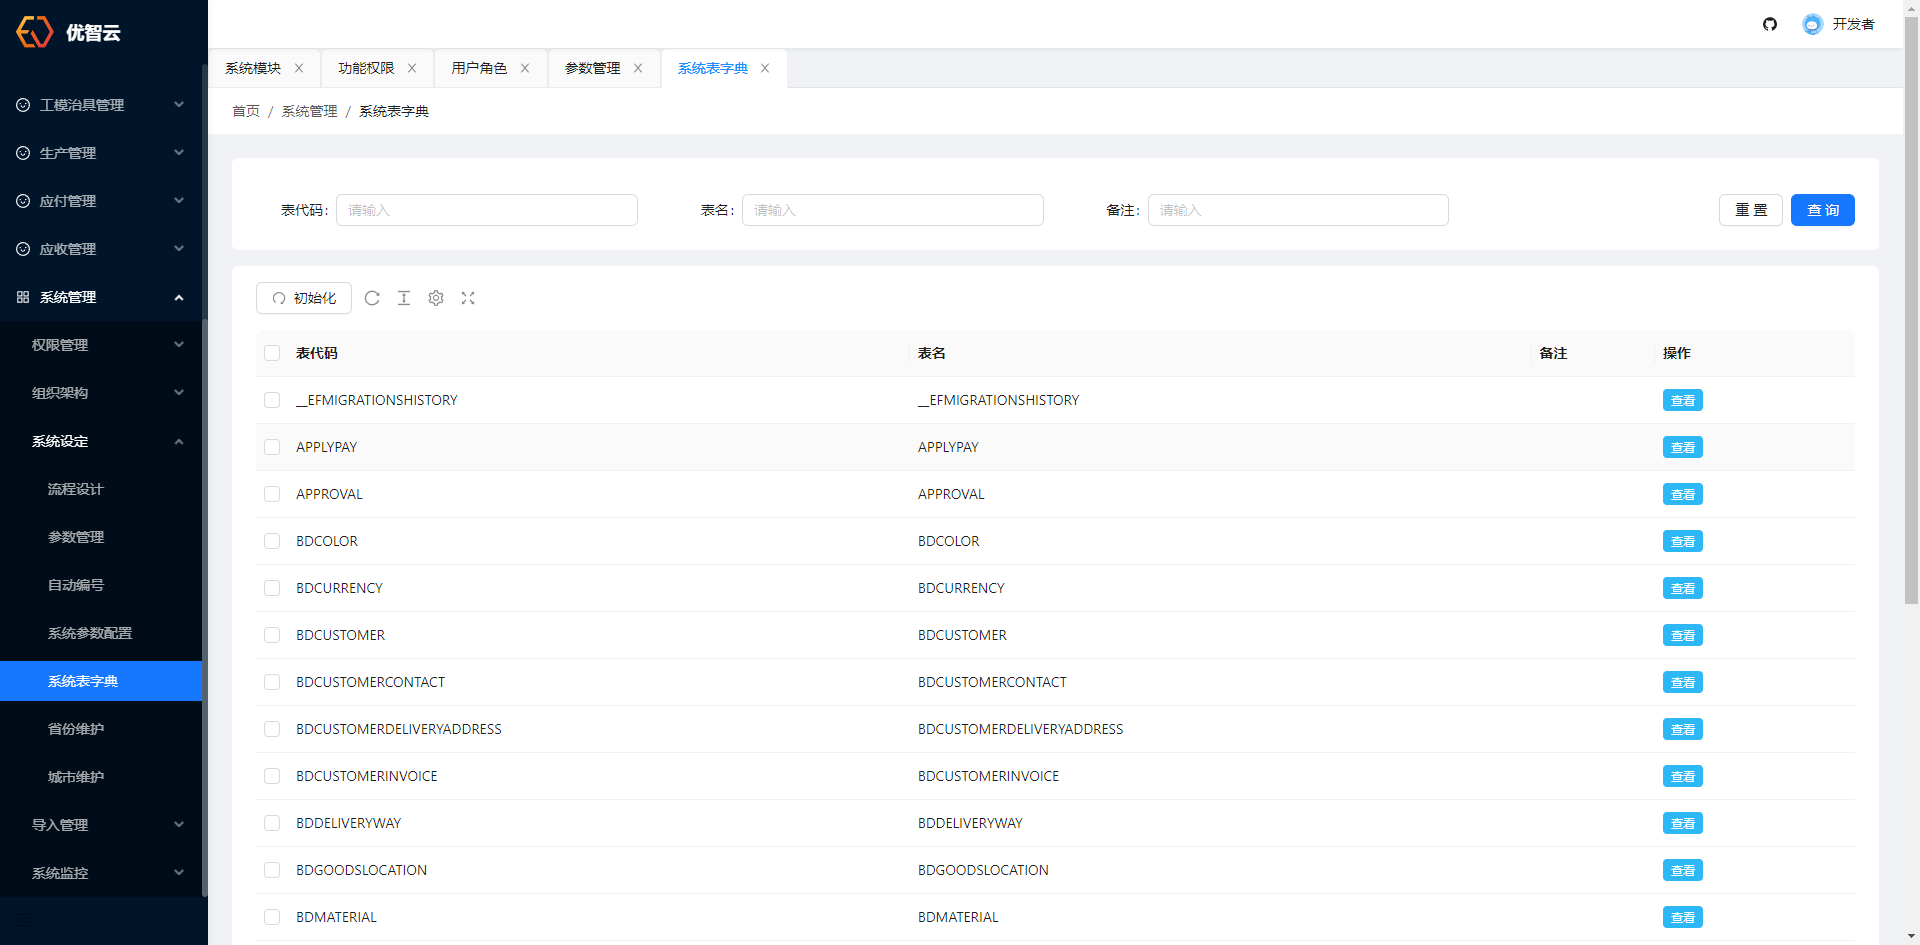 优智云
开发者
系统模块
功能权限
用户角色
参数管理
系统表字典
首页 / 系统管理 / 系统表字典
工模治具管理
生产管理
应付管理
应收管理
系统管理
权限管理
组织架构
系统设定
流程设计
参数管理
自动编号
系统参数配置
系统表字典
省份维护
城市维护
导入管理
系统监控
表代码: 请输入
表名: 请输入
备注: 请输入
重 置
查 询
初始化
表代码 表名 备注 操作
__EFMIGRATIONSHISTORY __EFMIGRATIONSHISTORY 查看
APPLYPAY APPLYPAY 查看
APPROVAL APPROVAL 查看
BDCOLOR BDCOLOR 查看
BDCURRENCY BDCURRENCY 查看
BDCUSTOMER BDCUSTOMER 查看
BDCUSTOMERCONTACT BDCUSTOMERCONTACT 查看
BDCUSTOMERDELIVERYADDRESS BDCUSTOMERDELIVERYADDRESS 查看
BDCUSTOMERINVOICE BDCUSTOMERINVOICE 查看
BDDELIVERYWAY BDDELIVERYWAY 查看
BDGOODSLOCATION BDGOODSLOCATION 查看
BDMATERIAL BDMATERIAL 查看